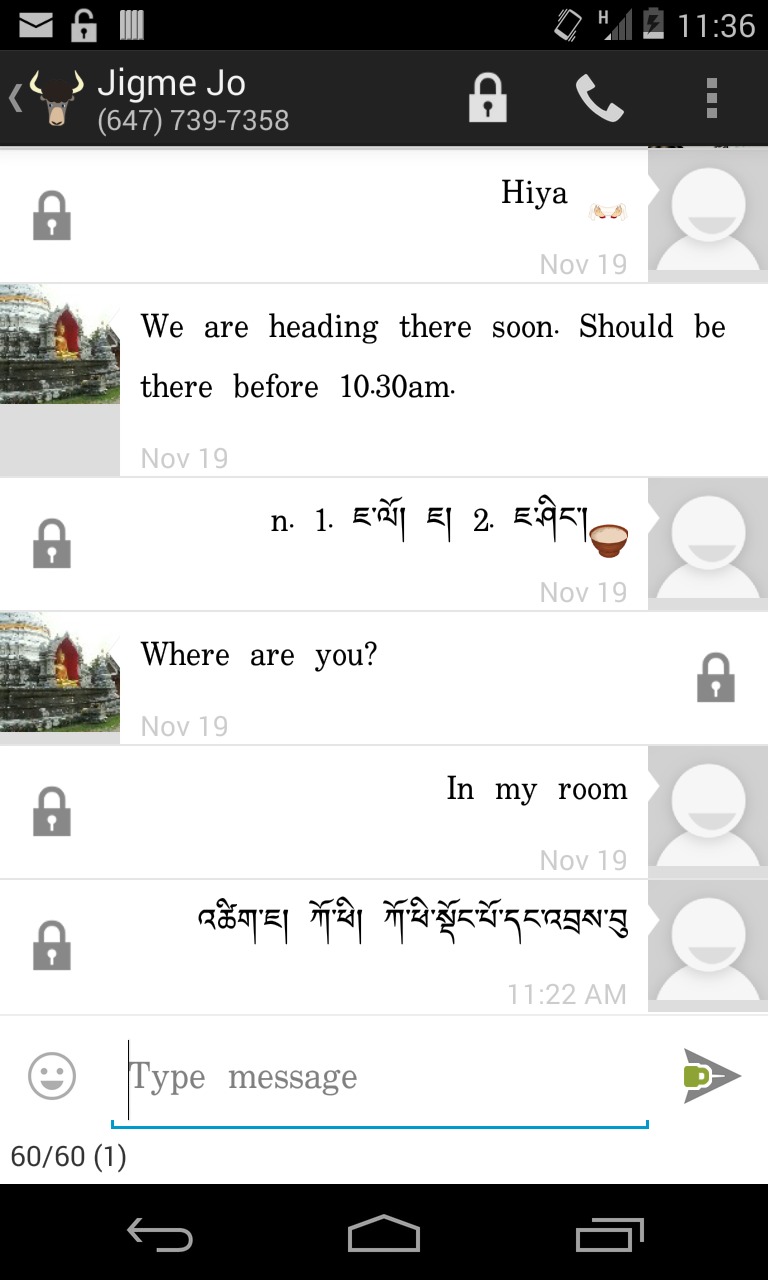 11:36
Jigme Jo
(647) 739-7358
Hiya
Nov 19
We are heading there soon. Should be
there before 10.30am.
Nov 19
n. 1. ཇ་ལོ། ཇ། 2. ཇ་ཤིང་།
Nov 19
Where are you?
Nov 19
In my room
Nov 19
འཚིག་ཇ། ཀོ་ཕི། ཀོ་ཕི་སྡོང་པོ་དང་འབྲས་བུ
11:22 AM
Type message
60/60 (1)